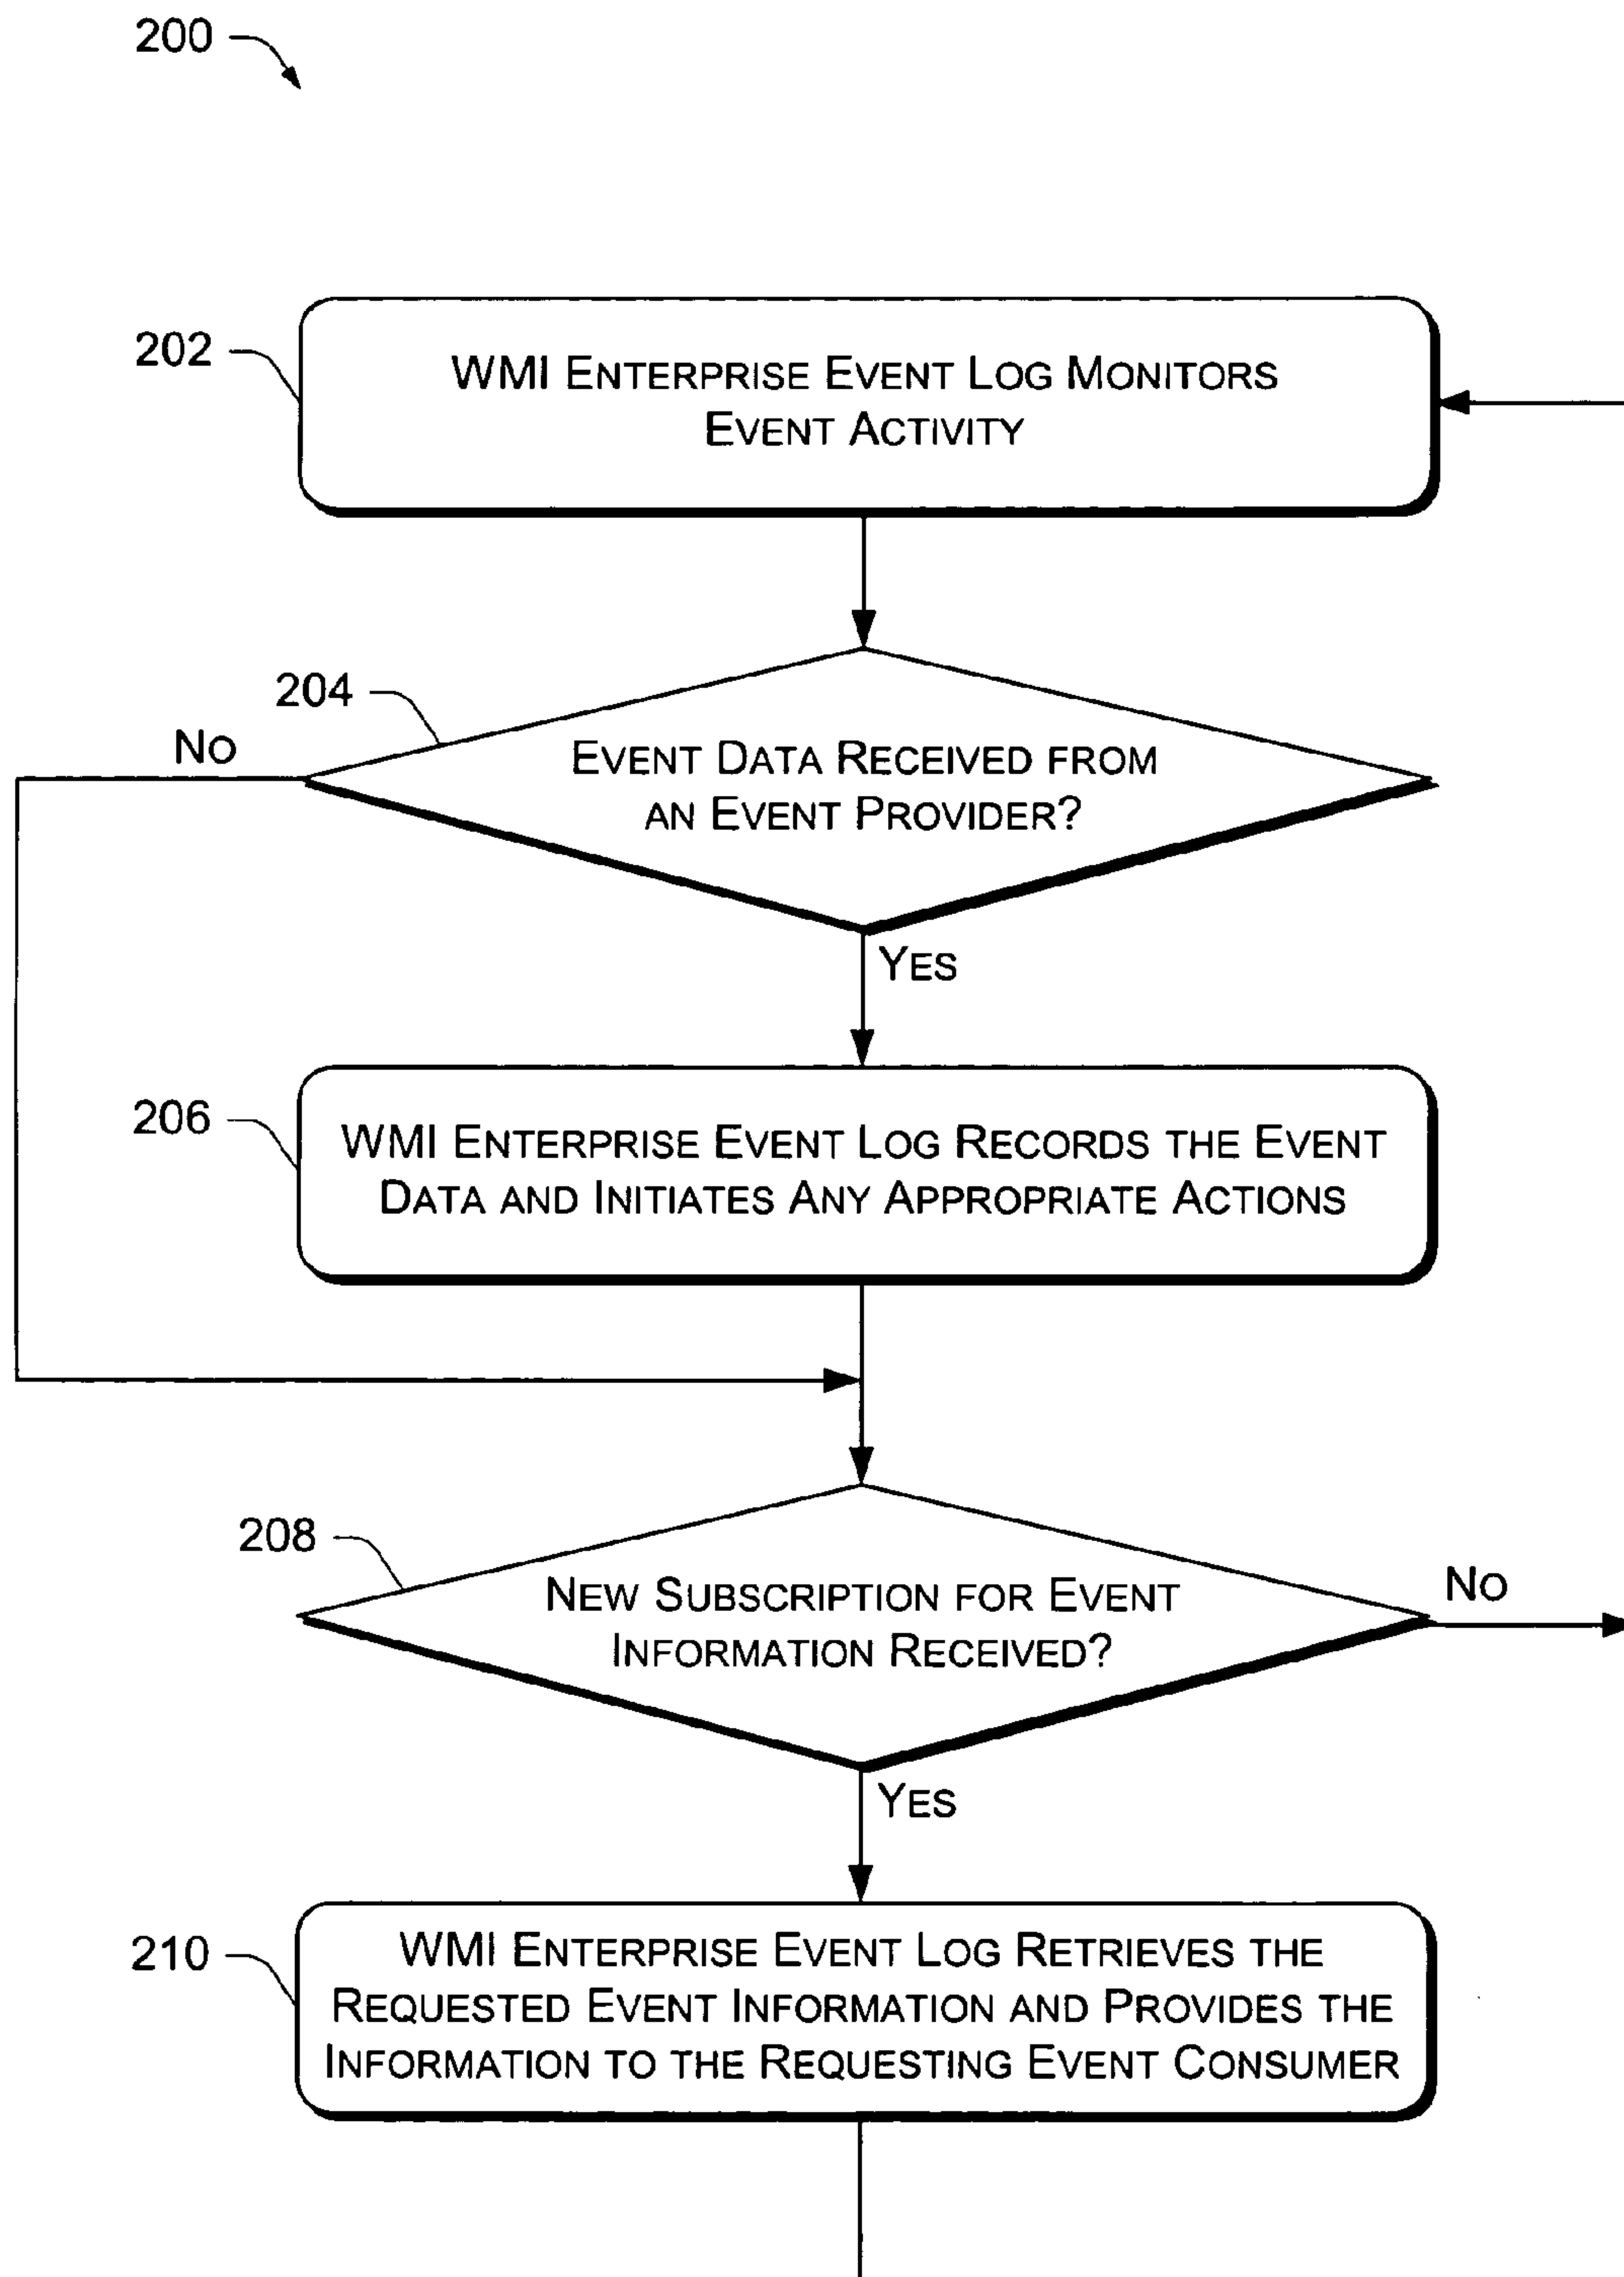 200
202
WMI ENTERPRISE EVENT LOG MONITORS
EVENT ACTIVITY
204
NO
EVENT DATA RECEIVED FROM
AN EVENT PROVIDER?
YES
206
WMI ENTERPRISE EVENT LOG RECORDS THE EVENT
DATA AND INITIATES ANY APPROPRIATE ACTIONS
208
NEW SUBSCRIPTION FOR EVENT
INFORMATION RECEIVED?
NO
YES
210
WMI ENTERPRISE EVENT LOG RETRIEVES THE
REQUESTED EVENT INFORMATION AND PROVIDES THE
INFORMATION TO THE REQUESTING EVENT CONSUMER